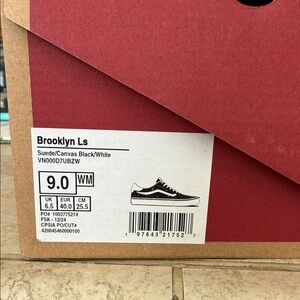 Brooklyn Ls
Suede/Canvas Black/White
VN000D7UBZW
9.0 WM
UK EUR CM
6.5 40.0 25.5
PO# 1003775214
FSK - 12/24
CPSIA PO/CUT#
420045460000100
1 97643 21752 7